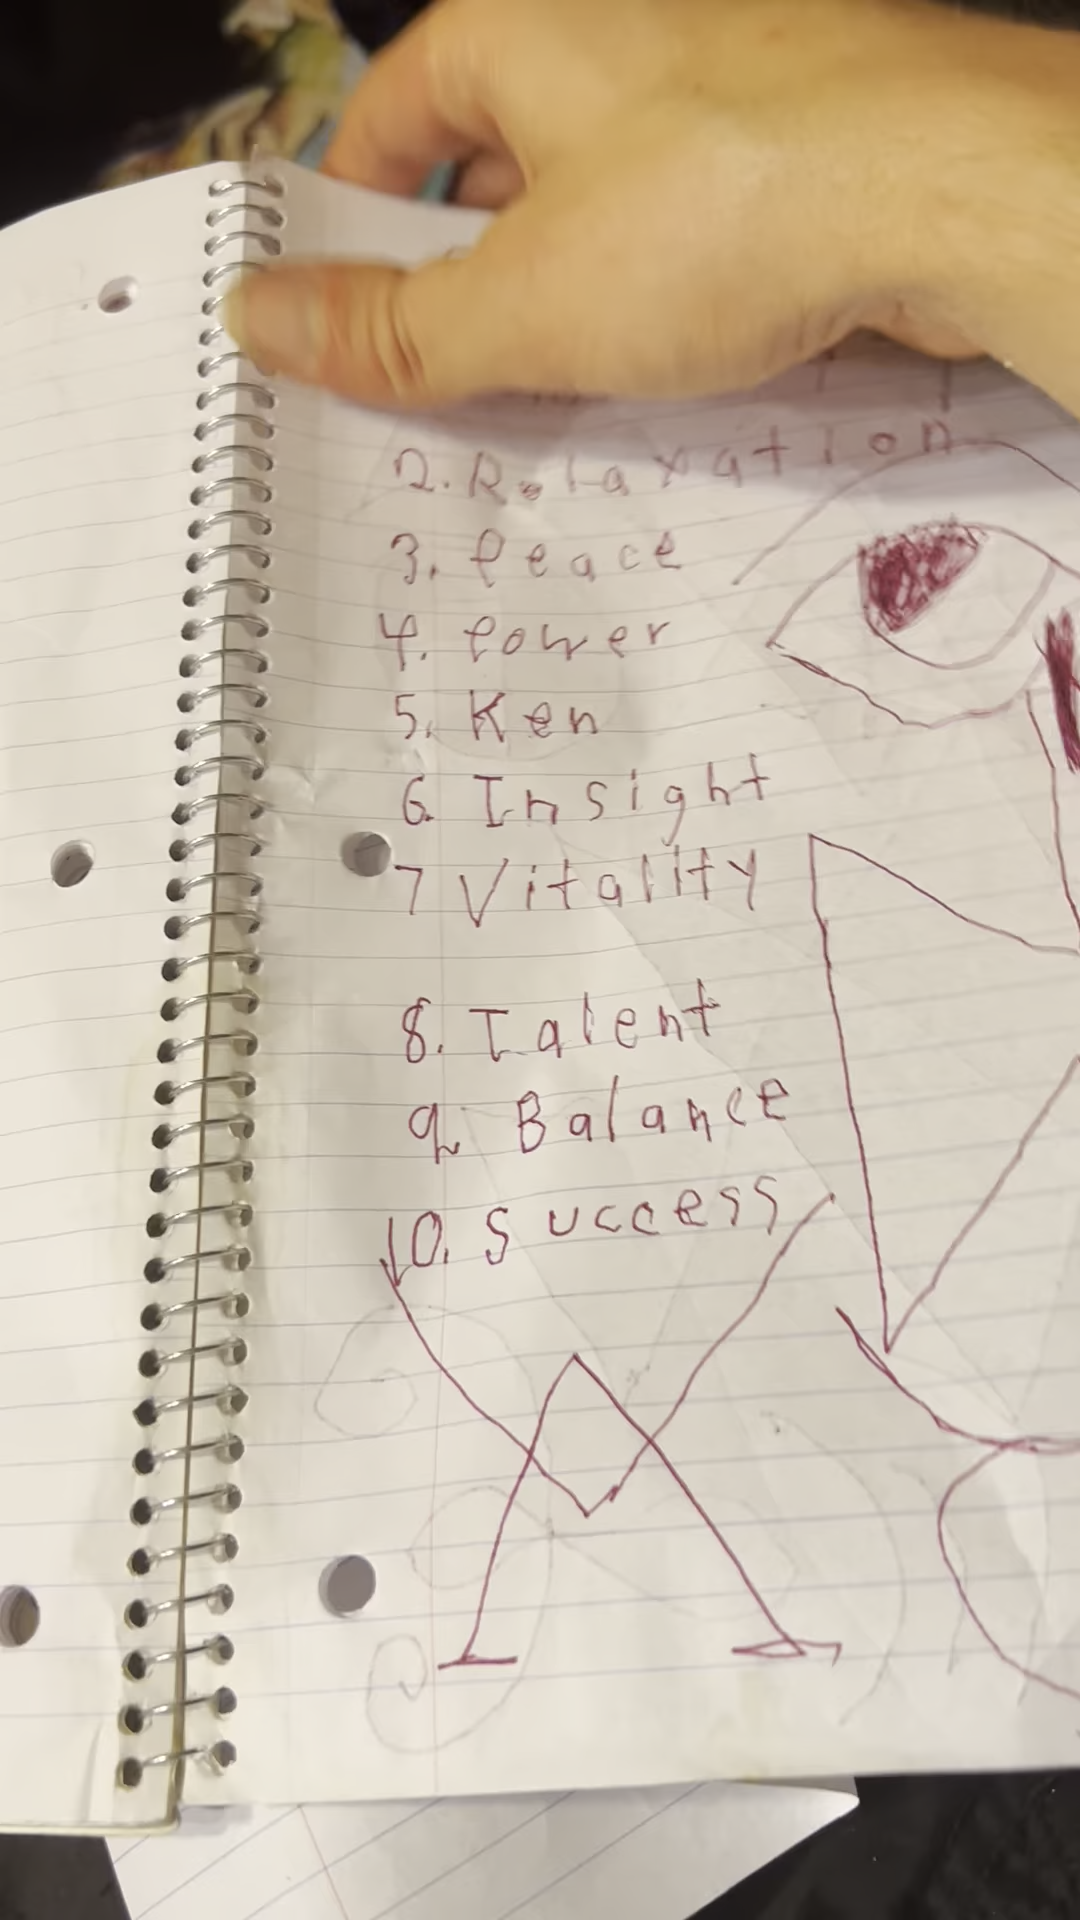 2. Relaxation
3. Peace
4. Power
5. Ken
6. Insight
7 Vitality
8. Talent
9. Balance
10. Success